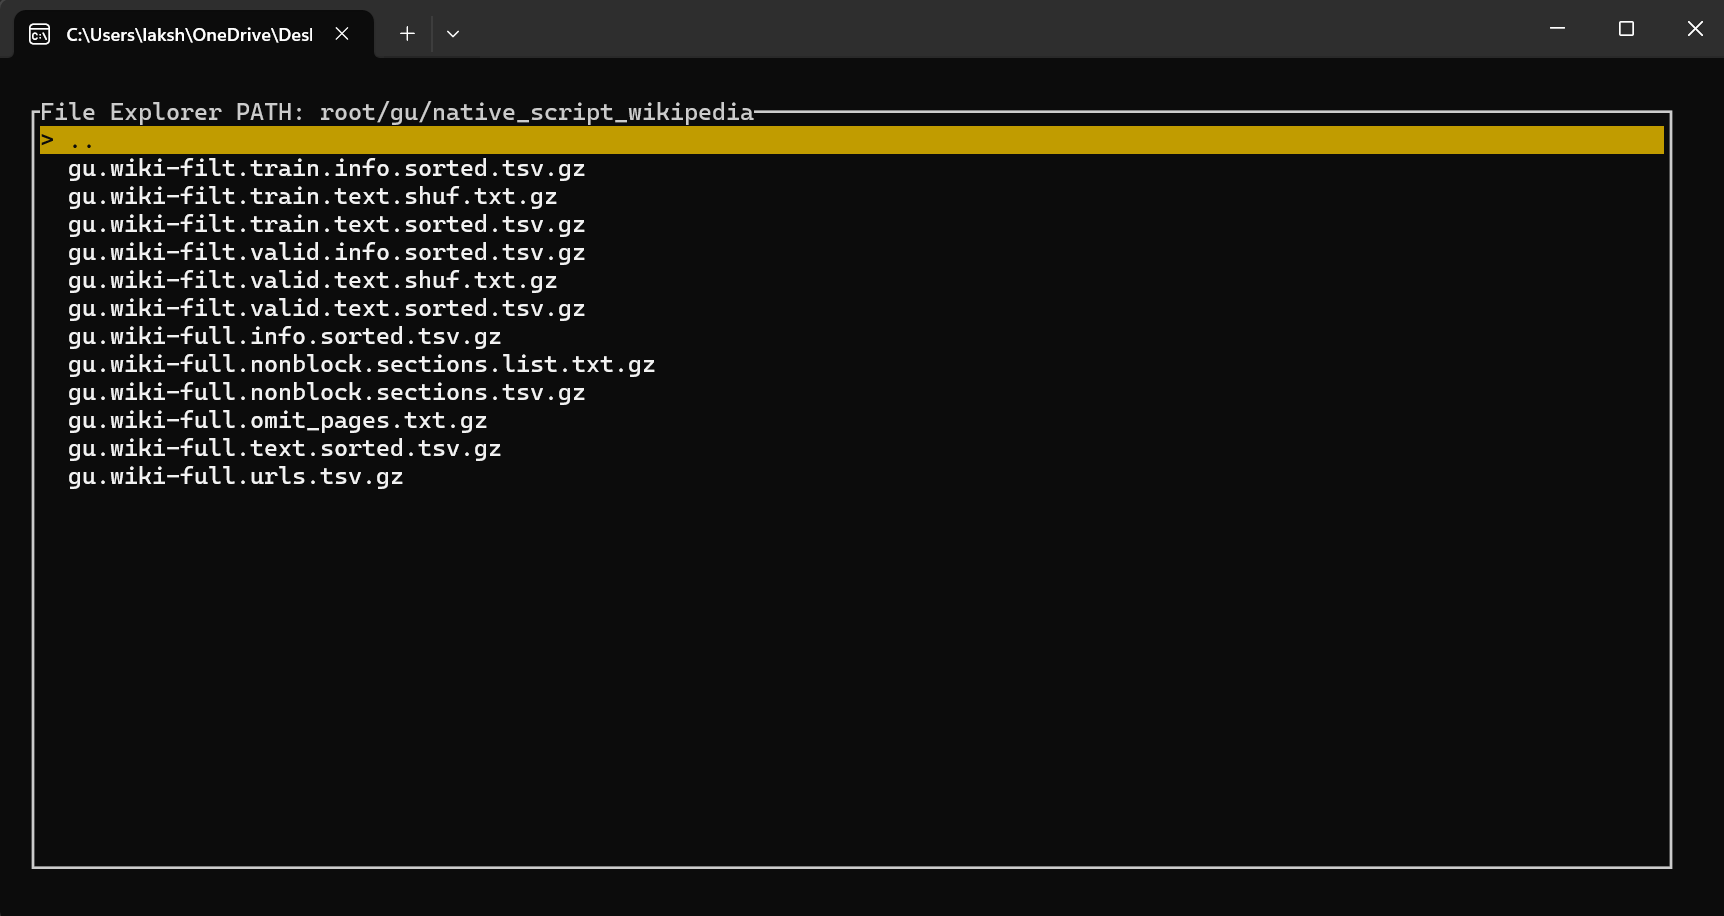 C:\Users\laksh\OneDrive\Desl
File Explorer PATH: root/gu/native_script_wikipedia
> ..
gu.wiki-filt.train.info.sorted.tsv.gz
gu.wiki-filt.train.text.shuf.txt.gz
gu.wiki-filt.train.text.sorted.tsv.gz
gu.wiki-filt.valid.info.sorted.tsv.gz
gu.wiki-filt.valid.text.shuf.txt.gz
gu.wiki-filt.valid.text.sorted.tsv.gz
gu.wiki-full.info.sorted.tsv.gz
gu.wiki-full.nonblock.sections.list.txt.gz
gu.wiki-full.nonblock.sections.tsv.gz
gu.wiki-full.omit_pages.txt.gz
gu.wiki-full.text.sorted.tsv.gz
gu.wiki-full.urls.tsv.gz